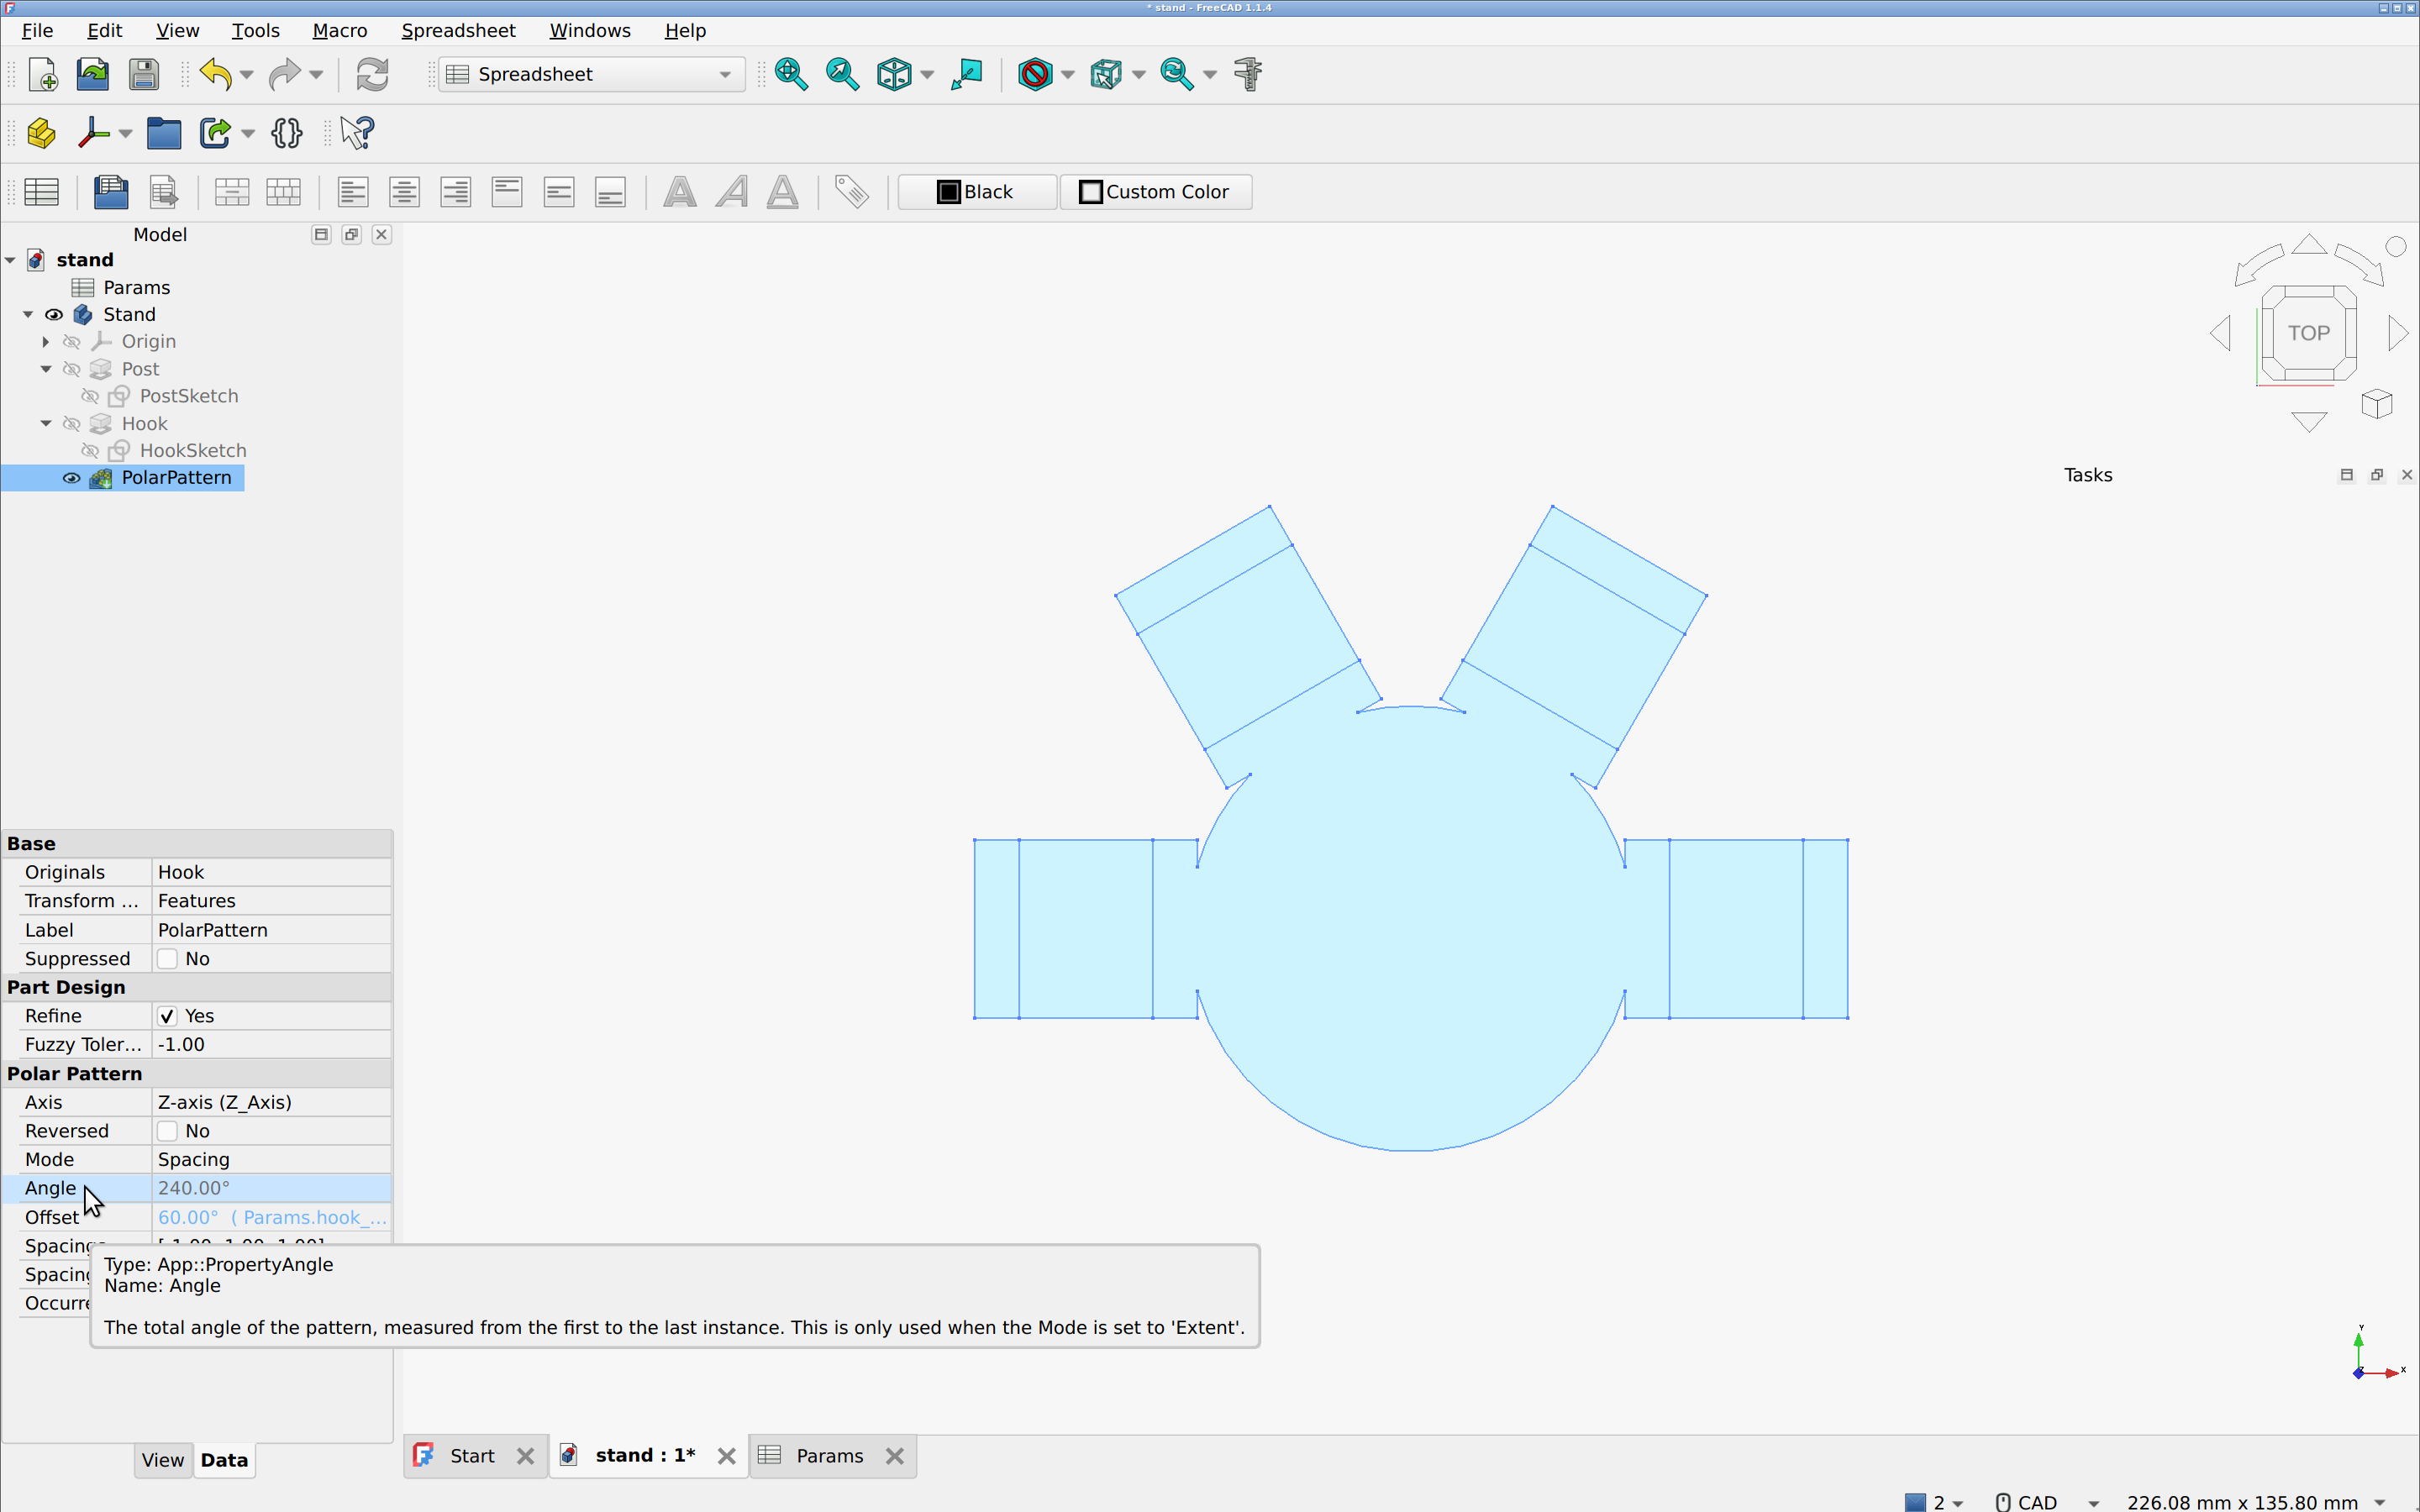 * stand - FreeCAD 1.1.4
File Edit View Tools Macro Spreadsheet Windows Help
Spreadsheet
Black Custom Color
Model
stand
Params
Stand
Origin
Post
PostSketch
Hook
HookSketch
PolarPattern
TOP
Tasks
Base
Originals Hook
Transform ... Features
Label PolarPattern
Suppressed No
Part Design
Refine Yes
Fuzzy Toler... -1.00
Polar Pattern
Axis Z-axis (Z_Axis)
Reversed No
Mode Spacing
Angle 240.00°
Offset 60.00° ( Params.hook_...
Type: App::PropertyAngle
Name: Angle
The total angle of the pattern, measured from the first to the last instance. This is only used when the Mode is set to 'Extent'.
Y
X
View Data
Start stand : 1* Params
2 CAD 226.08 mm x 135.80 mm